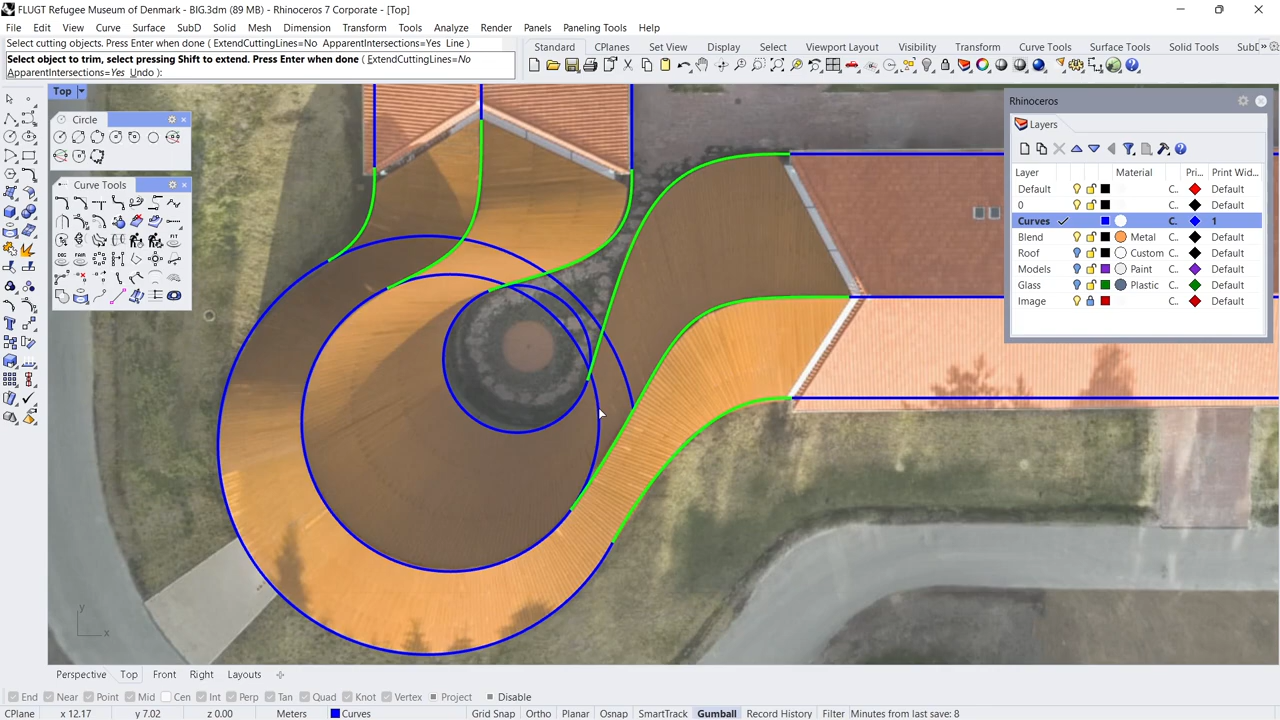 FLUGT Refugee Museum of Denmark - BIG.3dm (89 MB) - Rhinoceros 7 Corporate - [Top]
File Edit View Curve Surface SubD Solid Mesh Dimension Transform Tools Analyze Render Panels Paneling Tools Help
Select cutting objects. Press Enter when done ( ExtendCuttingLines=No ApparentIntersections=Yes Line )
Select object to trim, select pressing Shift to extend. Press Enter when done ( ExtendCuttingLines=No
ApparentIntersections=Yes Undo ):
Standard CPlanes Set View Display Select Viewport Layout Visibility Transform Curve Tools Surface Tools Solid Tools SubD »
Top
Circle
Curve Tools
Rhinoceros
Layers
Layer Material Pri... Print Wid...
Default C. Default
0 C. Default
Curves C. 1
Blend Metal C. Default
Roof Custom C. Default
Models Paint C. Default
Glass Plastic C. Default
Image C. Default
y
x
Perspective Top Front Right Layouts
End Near Point Mid Cen Int Perp Tan Quad Knot Vertex Project Disable
CPlane x 12.17 y 7.02 z 0.00 Meters Curves Grid Snap Ortho Planar Osnap SmartTrack Gumball Record History Filter Minutes from last save: 8